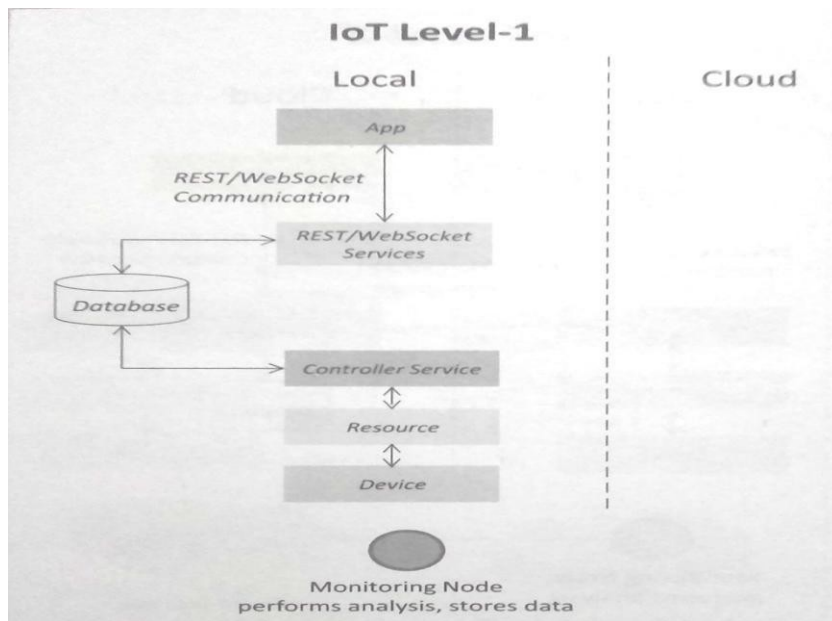 IoT Level-1
Local
Cloud
App
REST/WebSocket
Communication
REST/WebSocket
Services
Database
Controller Service
Resource
Device
Monitoring Node
performs analysis, stores data